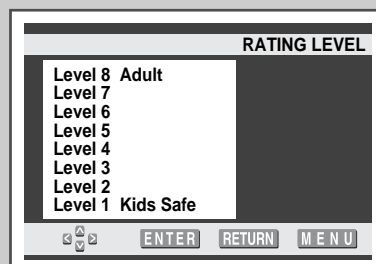 RATING LEVEL
Level 8 Adult
Level 7
Level 6
Level 5
Level 4
Level 3
Level 2
Level 1 Kids Safe
ENTER RETURN MENU